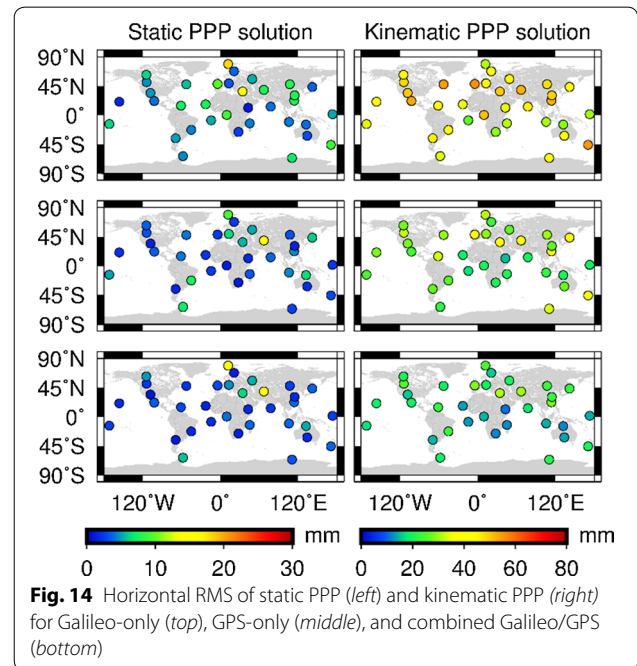 Static PPP solution Kinematic PPP solution
90˚N
45˚N
0˚
45˚S
90˚S
90˚N
45˚N
0˚
45˚S
90˚S
90˚N
45˚N
0˚
45˚S
90˚S
120˚W 0˚ 120˚E 120˚W 0˚ 120˚E
mm mm
0 10 20 30 0 20 40 60 80
Fig. 14 Horizontal RMS of static PPP (left) and kinematic PPP (right)
for Galileo-only (top), GPS-only (middle), and combined Galileo/GPS
(bottom)